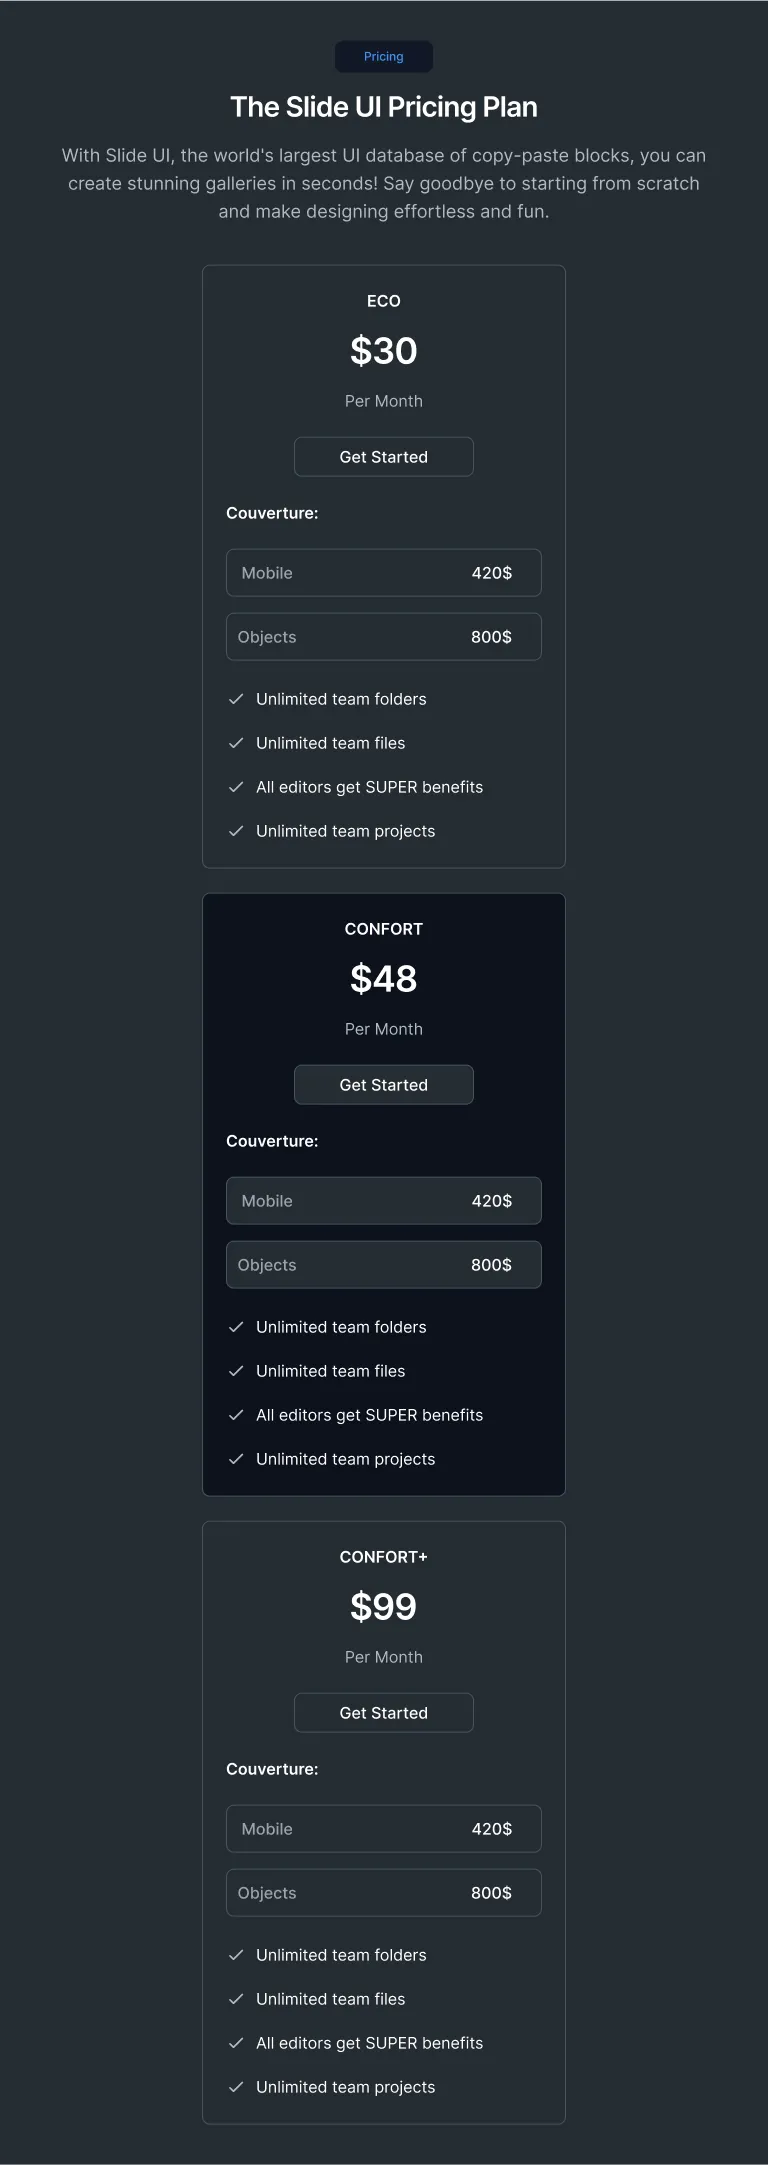 Pricing
The Slide UI Pricing Plan
With Slide UI, the world's largest UI database of copy-paste blocks, you can
create stunning galleries in seconds! Say goodbye to starting from scratch
and make designing effortless and fun.
ECO
$30
Per Month
Get Started
Couverture:
Mobile 420$
Objects 800$
Unlimited team folders
Unlimited team files
All editors get SUPER benefits
Unlimited team projects
CONFORT
$48
Per Month
Get Started
Couverture:
Mobile 420$
Objects 800$
Unlimited team folders
Unlimited team files
All editors get SUPER benefits
Unlimited team projects
CONFORT+
$99
Per Month
Get Started
Couverture:
Mobile 420$
Objects 800$
Unlimited team folders
Unlimited team files
All editors get SUPER benefits
Unlimited team projects